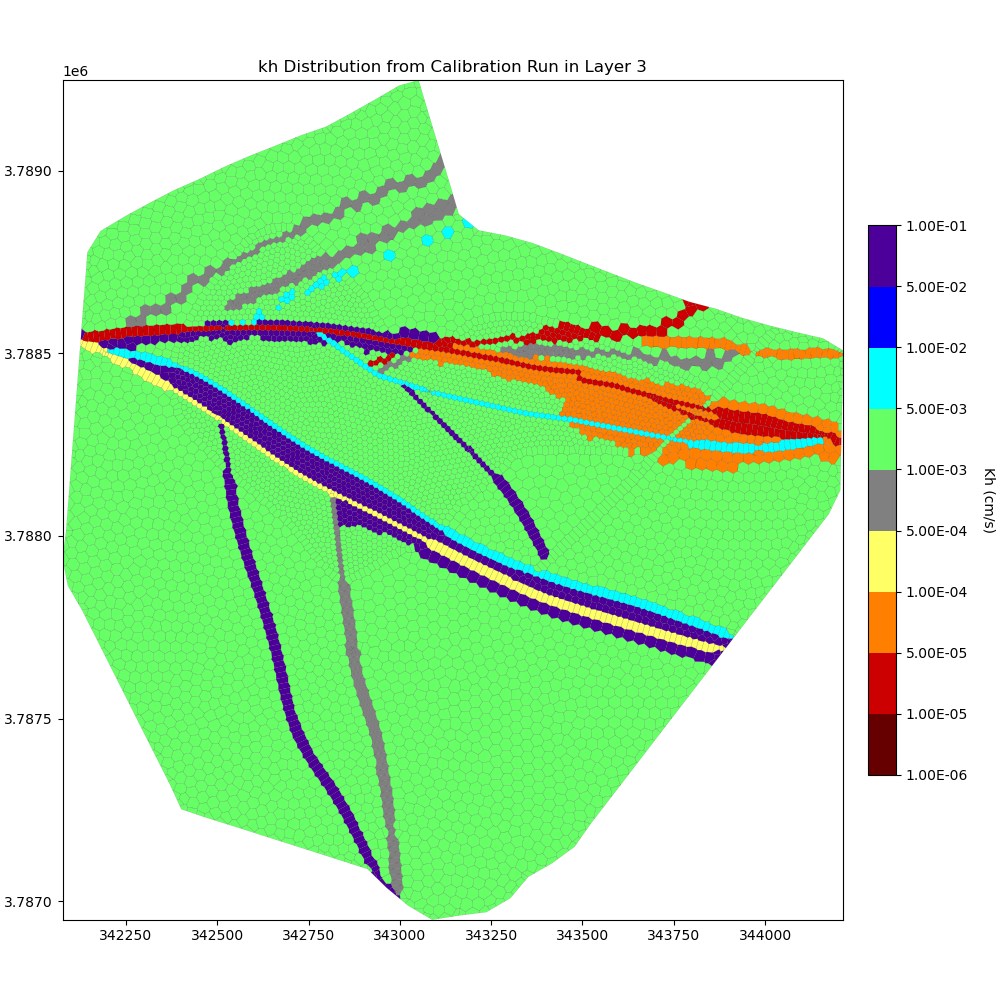 kh Distribution from Calibration Run in Layer 3
1e6
3.7890
3.7885
3.7880
3.7875
3.7870
342250 342500 342750 343000 343250 343500 343750 344000
1.00E-01
5.00E-02
1.00E-02
5.00E-03
1.00E-03
5.00E-04
1.00E-04
5.00E-05
1.00E-05
1.00E-06
Kh (cm/s)